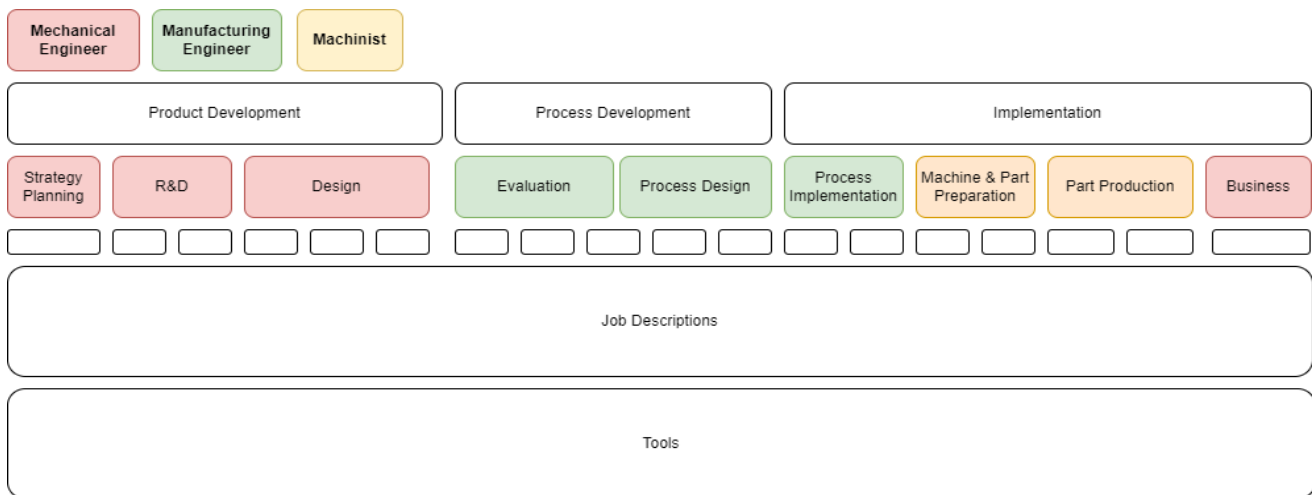 Mechanical
Engineer
Manufacturing
Engineer
Machinist
Product Development
Process Development
Implementation
Strategy
Planning
R&D
Design
Evaluation
Process Design
Process
Implementation
Machine & Part
Preparation
Part Production
Business
Job Descriptions
Tools